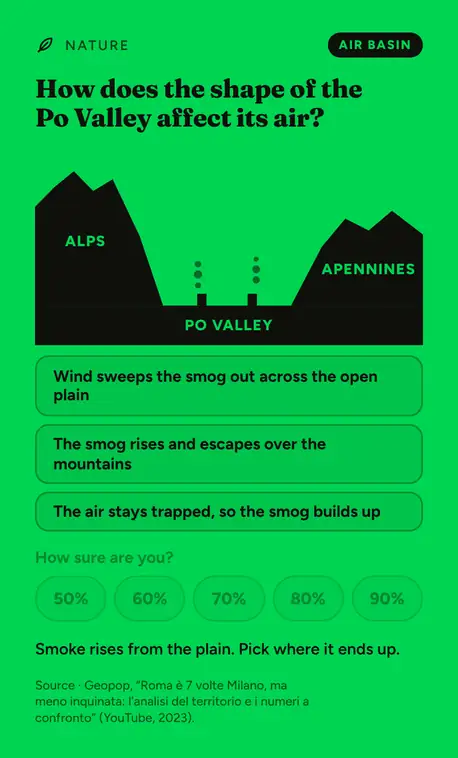 NATURE
AIR BASIN
How does the shape of the
Po Valley affect its air?
ALPS
APENNINES
PO VALLEY
Wind sweeps the smog out across the open
plain
The smog rises and escapes over the
mountains
The air stays trapped, so the smog builds up
How sure are you?
50%
60%
70%
80%
90%
Smoke rises from the plain. Pick where it ends up.
Source · Geopop, “Roma è 7 volte Milano, ma
meno inquinata: l'analisi del territorio e i numeri a
confronto” (YouTube, 2023).